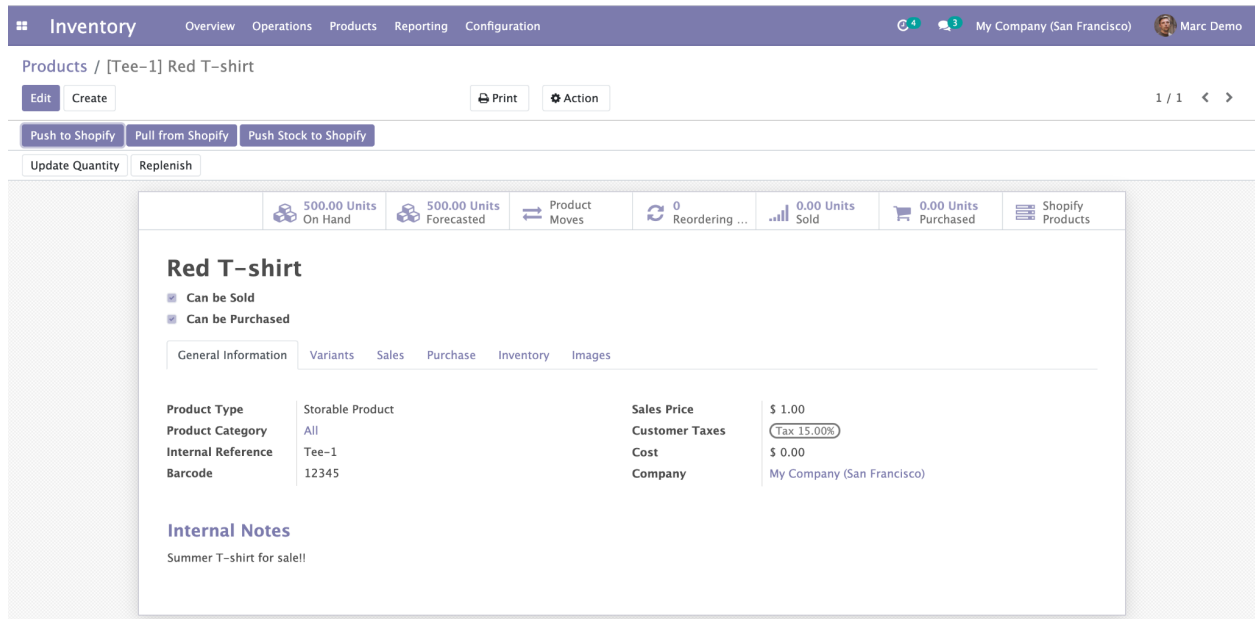 Inventory Overview Operations Products Reporting Configuration 4 3 My Company (San Francisco) Marc Demo
Products / [Tee-1] Red T-shirt
Edit Create Print Action 1 / 1
Push to Shopify Pull from Shopify Push Stock to Shopify
Update Quantity Replenish
500.00 Units On Hand
500.00 Units Forecasted
Product Moves
0 Reordering ...
0.00 Units Sold
0.00 Units Purchased
Shopify Products
Red T-shirt
Can be Sold
Can be Purchased
General Information Variants Sales Purchase Inventory Images
Product Type Storable Product
Product Category All
Internal Reference Tee-1
Barcode 12345
Sales Price $ 1.00
Customer Taxes Tax 15.00%
Cost $ 0.00
Company My Company (San Francisco)
Internal Notes
Summer T-shirt for sale!!